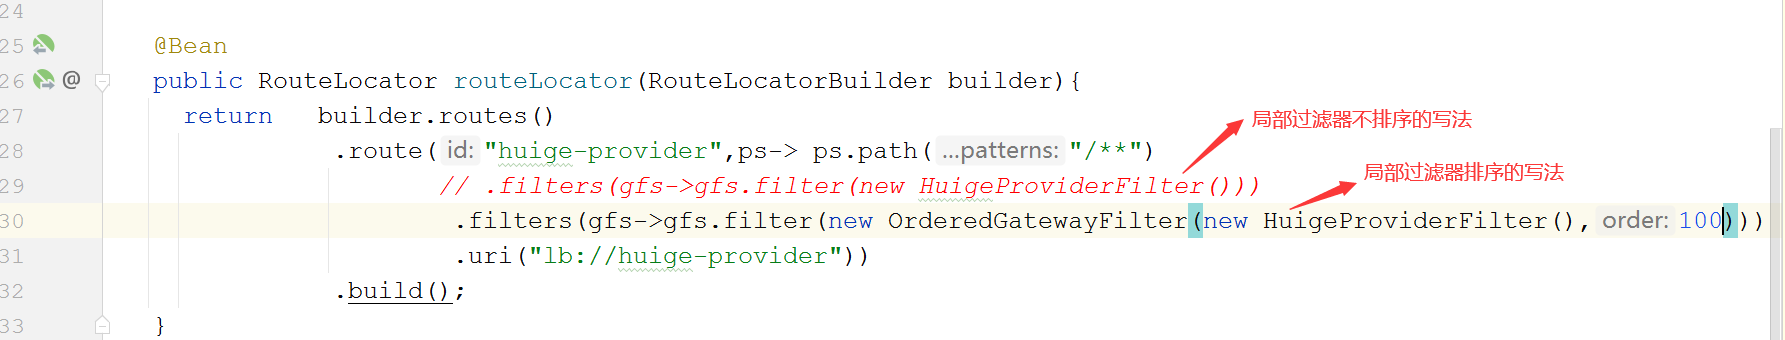 24
25
@Bean
26 @ public RouteLocator routeLocator(RouteLocatorBuilder builder){
27 return builder.routes()
局部过滤器不排序的写法
28 .route( id: "huige-provider",ps-> ps.path( ...patterns: "/**")
局部过滤器排序的写法
29 // .filters(gfs->gfs.filter(new HuigeProviderFilter()))
30 .filters(gfs->gfs.filter(new OrderedGatewayFilter(new HuigeProviderFilter(), order: 100)))
31 .uri("lb://huige-provider"))
32 .build();
33 }